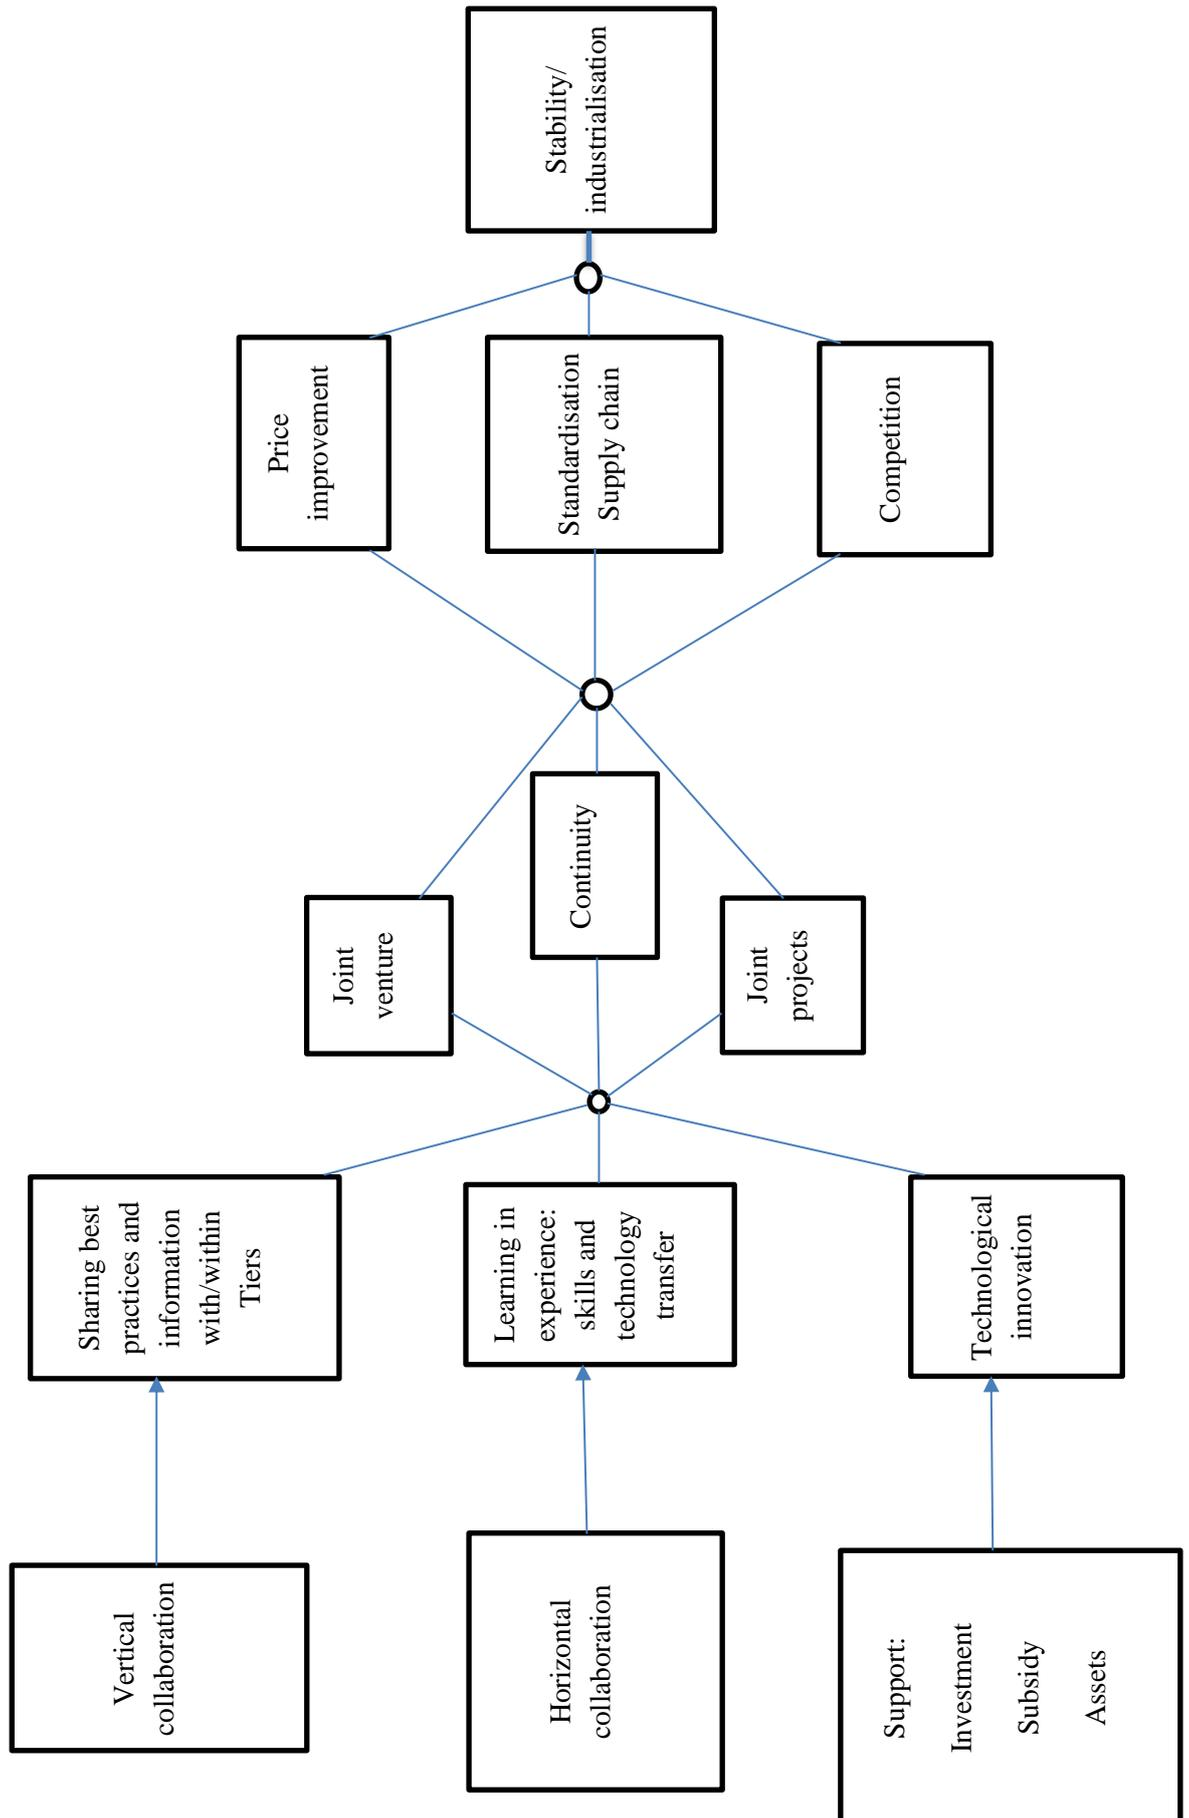 Vertical
collaboration
Horizontal
collaboration
Support:
Investment
Subsidy
Assets
Sharing best
practices and
information
with/within
Tiers
Learning in
experience:
skills and
technology
transfer
Technological
innovation
Joint
venture
Continuity
Joint
projects
Price
improvement
Standardisation
Supply chain
Competition
Stability/
industrialisation